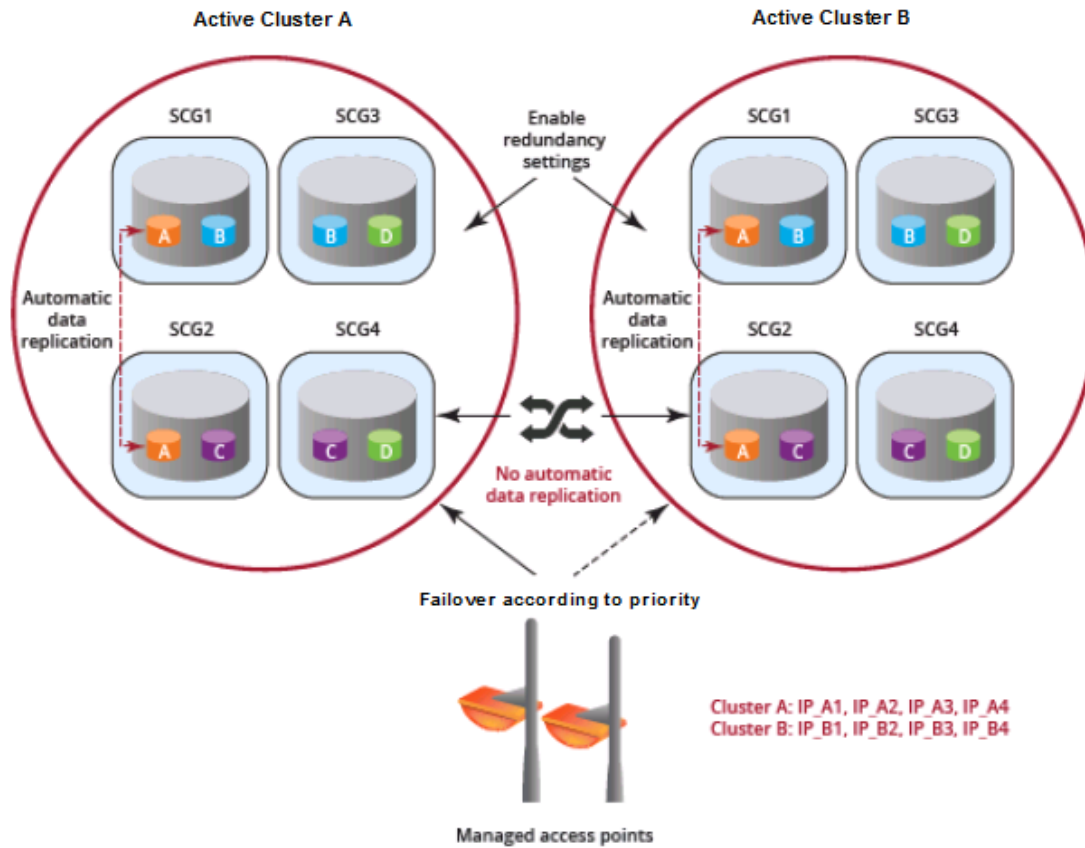 Active Cluster A
Active Cluster B
SCG1
SCG3
Enable
redundancy
settings
SCG1
SCG3
A
B
B
D
A
B
B
D
Automatic
data
replication
SCG2
SCG4
Automatic
data
replication
SCG2
SCG4
A
C
C
D
A
C
C
D
No automatic
data replication
Failover according to priority
Cluster A: IP_A1, IP_A2, IP_A3, IP_A4
Cluster B: IP_B1, IP_B2, IP_B3, IP_B4
Managed access points